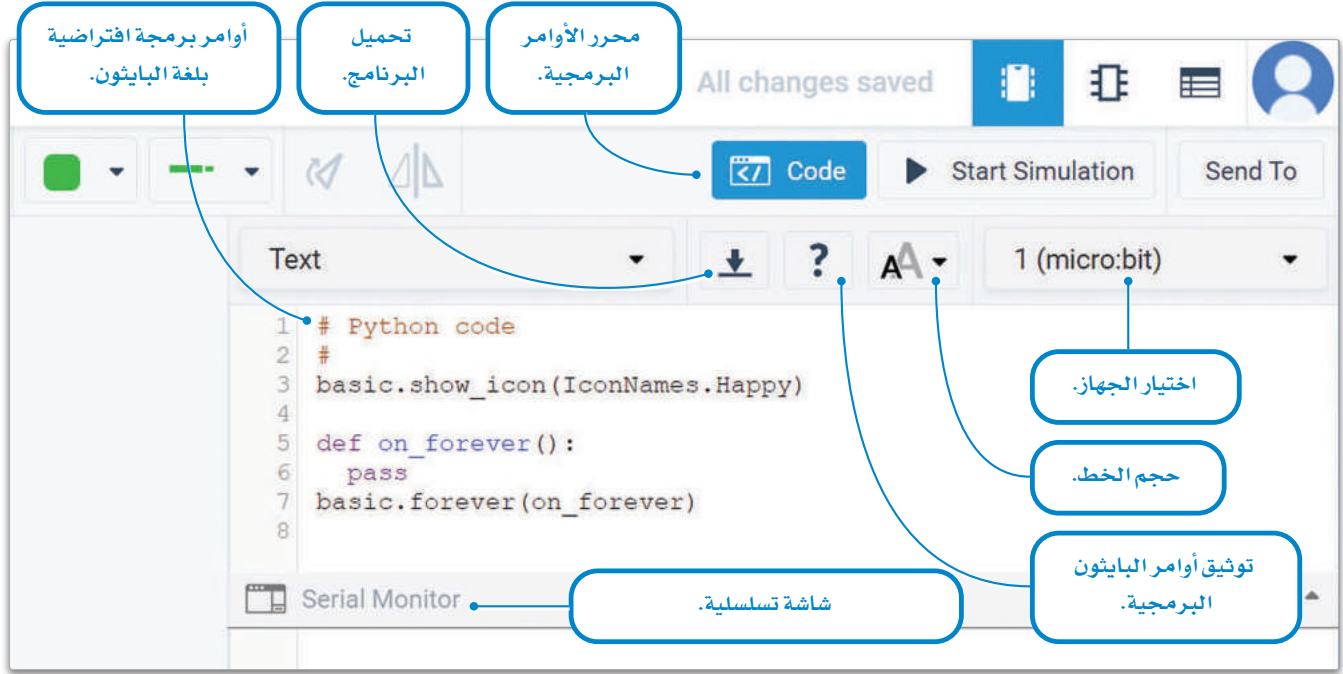 أوامر برمجة افتراضية
بلغة البايثون.
تحميل
البرنامج.
محرر الأوامر
البرمجية.
All changes saved
Code
Start Simulation
Send To
Text
?
AA
1 (micro:bit)
1 # Python code
2 #
3 basic.show_icon(IconNames.Happy)
4
5 def on_forever():
6   pass
7 basic.forever(on_forever)
8
اختيار الجهاز.
حجم الخط.
توثيق أوامر البايثون
البرمجية.
Serial Monitor
شاشة تسلسلية.